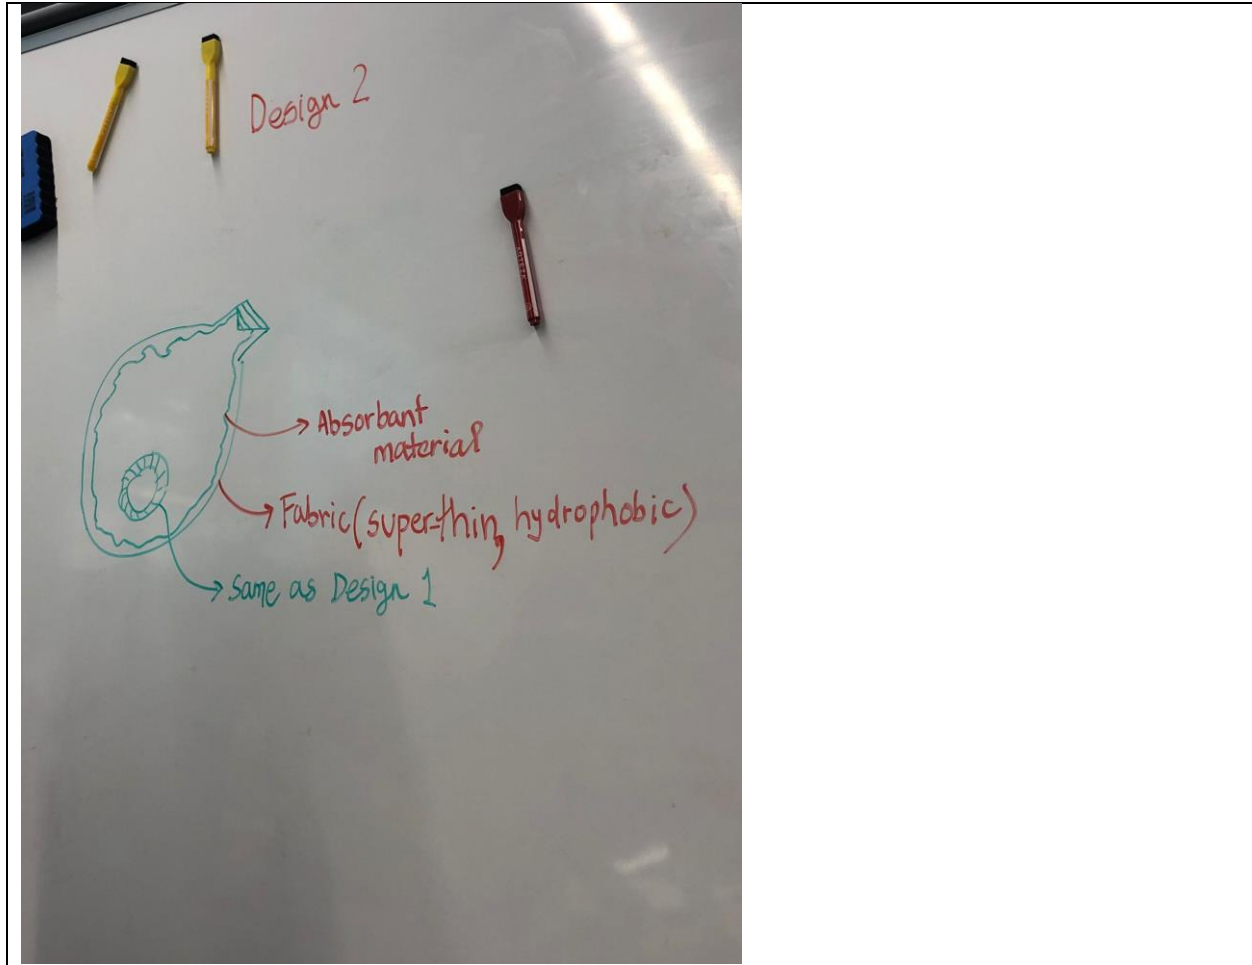 Design 2
Absorbant
material
Fabric (super-thin, hydrophobic)
Same as Design 1